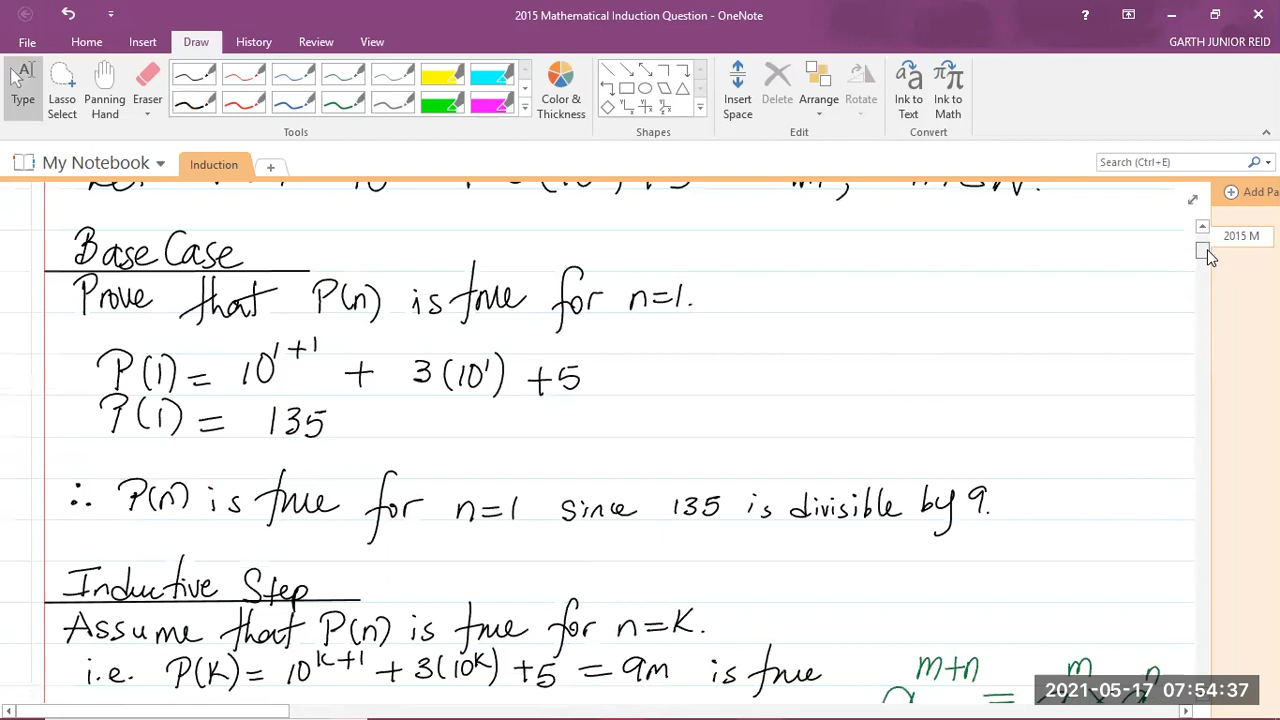 2015 Mathematical Induction Question - OneNote
File Home Insert Draw History Review View
GARTH JUNIOR REID
Type
Lasso Select
Panning Hand
Eraser
Color & Thickness
Insert Space
Delete
Arrange
Rotate
Ink to Text
Ink to Math
Tools Shapes Edit Convert
My Notebook Induction
Search (Ctrl+E)
Add Pa
2015 M
Base Case
Prove that P(n) is true for n=1.
P(1) = 10^{1+1} + 3(10^1) + 5
P(1) = 135
∴ P(n) is true for n=1 since 135 is divisible by 9.
Inductive Step
Assume that P(n) is true for n=K.
i.e. P(K) = 10^{K+1} + 3(10^K) + 5 = 9m is true
m+n m n
2021-05-17 07:54:37